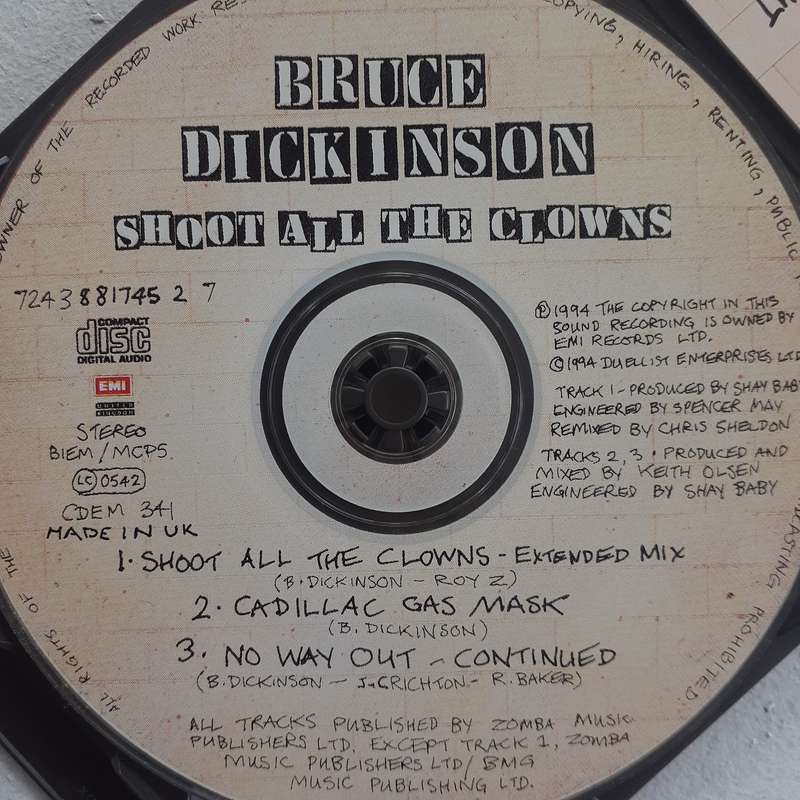 OWNER OF THE RECORDED WORK
COPYING, HIRING, RENTING, PUBLIC
BRUCE
DICKINSON
SHOOT ALL THE CLOWNS
7243 881745 2 7
COMPACT
disc
DIGITAL AUDIO
EMI
UNITED
KINGDOM
STEREO
BIEM/MCPS.
LC 0542
CDEM 341
MADE IN UK
℗ 1994 THE COPYRIGHT IN THIS
SOUND RECORDING IS OWNED BY
EMI RECORDS LTD.
© 1994 DUELLIST ENTERPRISES LTD
TRACK 1 - PRODUCED BY SHAY BABY
ENGINEERED BY SPENCER MAY
REMIXED BY CHRIS SHELDON
TRACKS 2, 3 · PRODUCED AND
MIXED BY KEITH OLSEN
ENGINEERED BY SHAY BABY
1. SHOOT ALL THE CLOWNS - EXTENDED MIX
(B. DICKINSON - ROY Z)
2. CADILLAC GAS MASK
(B. DICKINSON)
3. NO WAY OUT - CONTINUED
(B. DICKINSON - J. CRICHTON - R. BAKER)
ALL TRACKS PUBLISHED BY ZOMBA MUSIC
PUBLISHERS LTD, EXCEPT TRACK 1, ZOMBA
MUSIC PUBLISHERS LTD/BMG
MUSIC PUBLISHING LTD.
PROHIBITED.
ALL RIGHTS OF THE